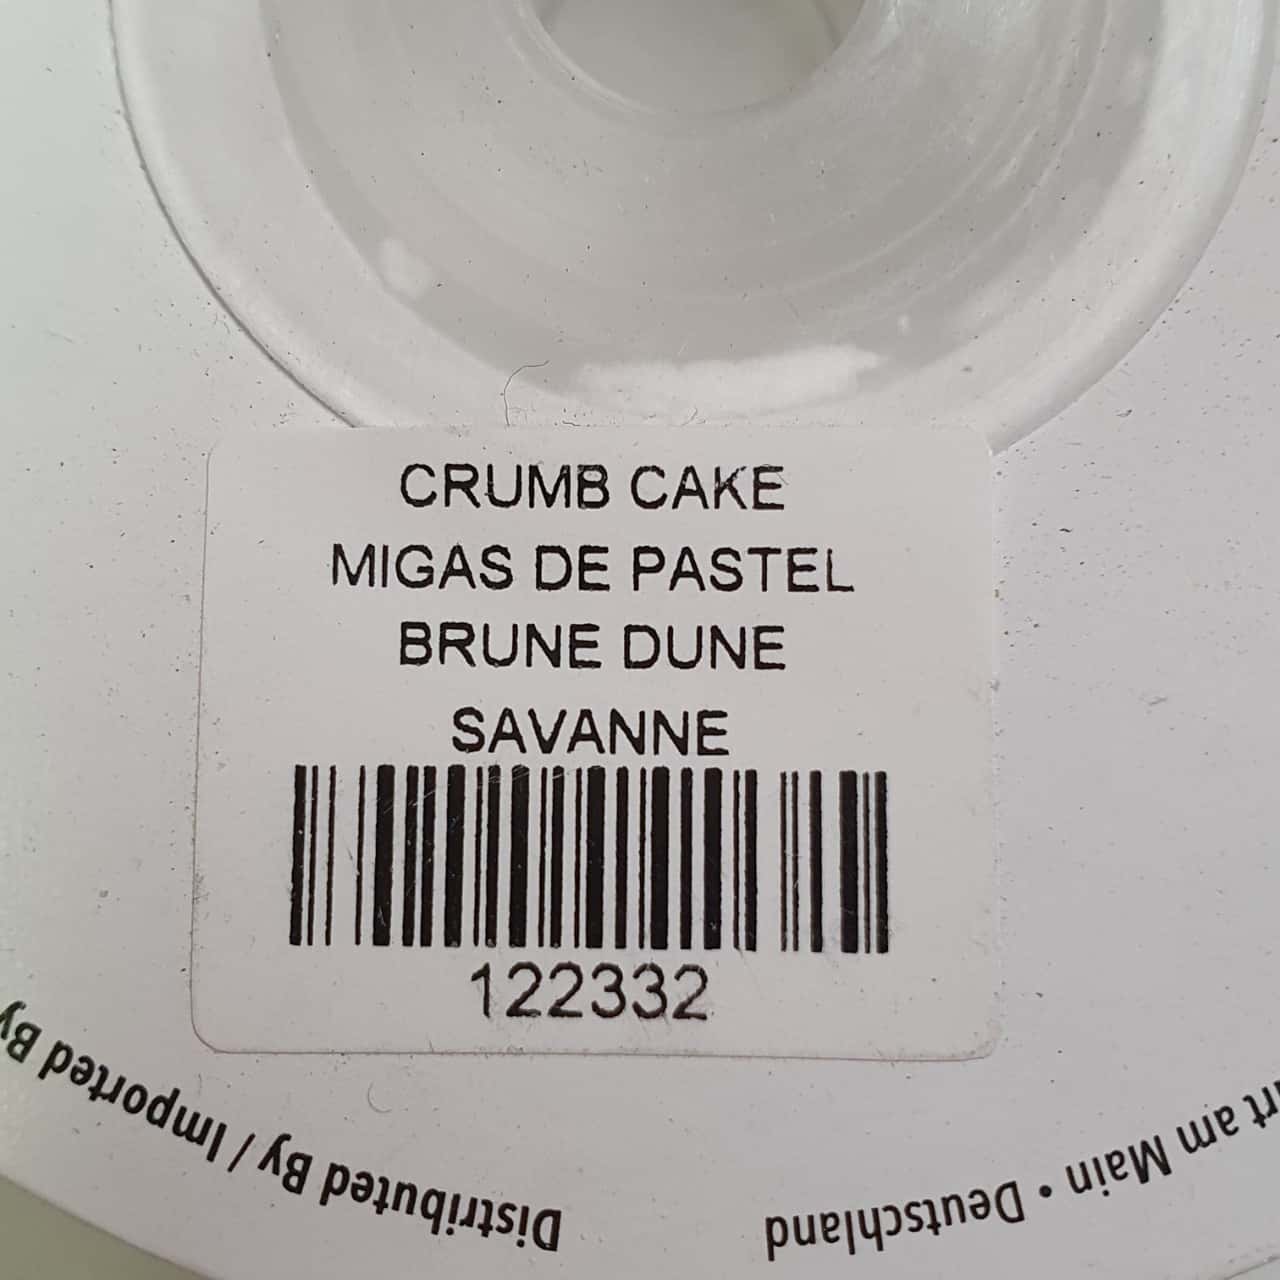 CRUMB CAKE
MIGAS DE PASTEL
BRUNE DUNE
SAVANNE
122332
Distributed By / Imported By
am Main • Deutschland